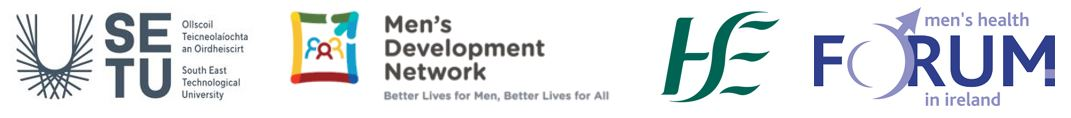 SE
TU
Ollscoil
Teicneolaíochta
an Oirdheiscirt
South East
Technological
University
Men's
Development
Network
Better Lives for Men, Better Lives for All
HE
men's health
FORUM
in ireland